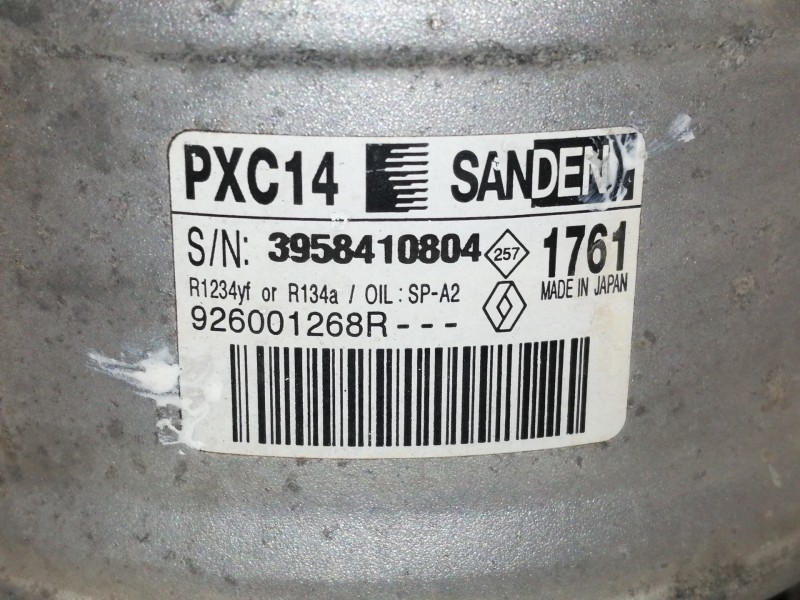 PXC14 SANDEN
S/N: 3958410804 257 1761
R1234yf or R134a / OIL : SP-A2 MADE IN JAPAN
926001268R---